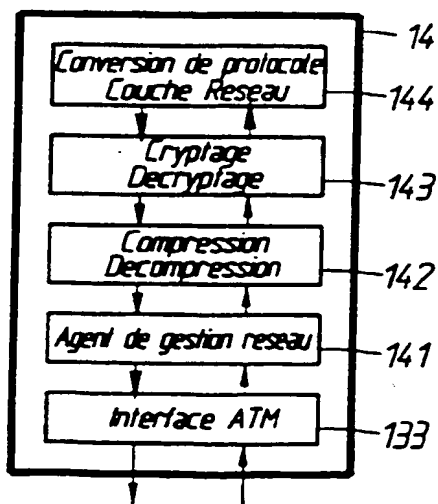 14
Conversion de protocole
Couche Reseau
144
Cryptage
Decryptage
143
Compression
Decompression
142
Agent de gestion reseau
141
Interface ATM
133